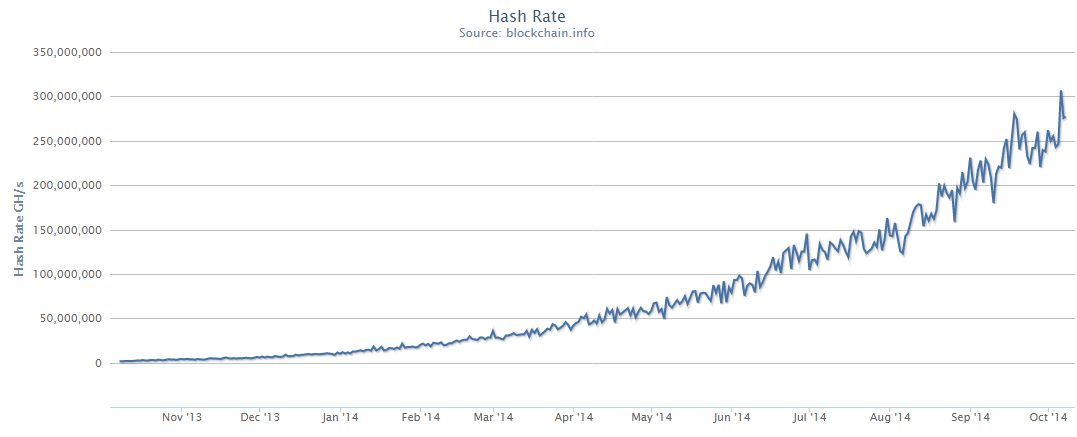 Hash Rate
Source: blockchain.info
350,000,000
300,000,000
250,000,000
200,000,000
150,000,000
100,000,000
50,000,000
0
Hash Rate GH/s
Nov '13 Dec '13 Jan '14 Feb '14 Mar '14 Apr '14 May '14 Jun '14 Jul '14 Aug '14 Sep '14 Oct '14